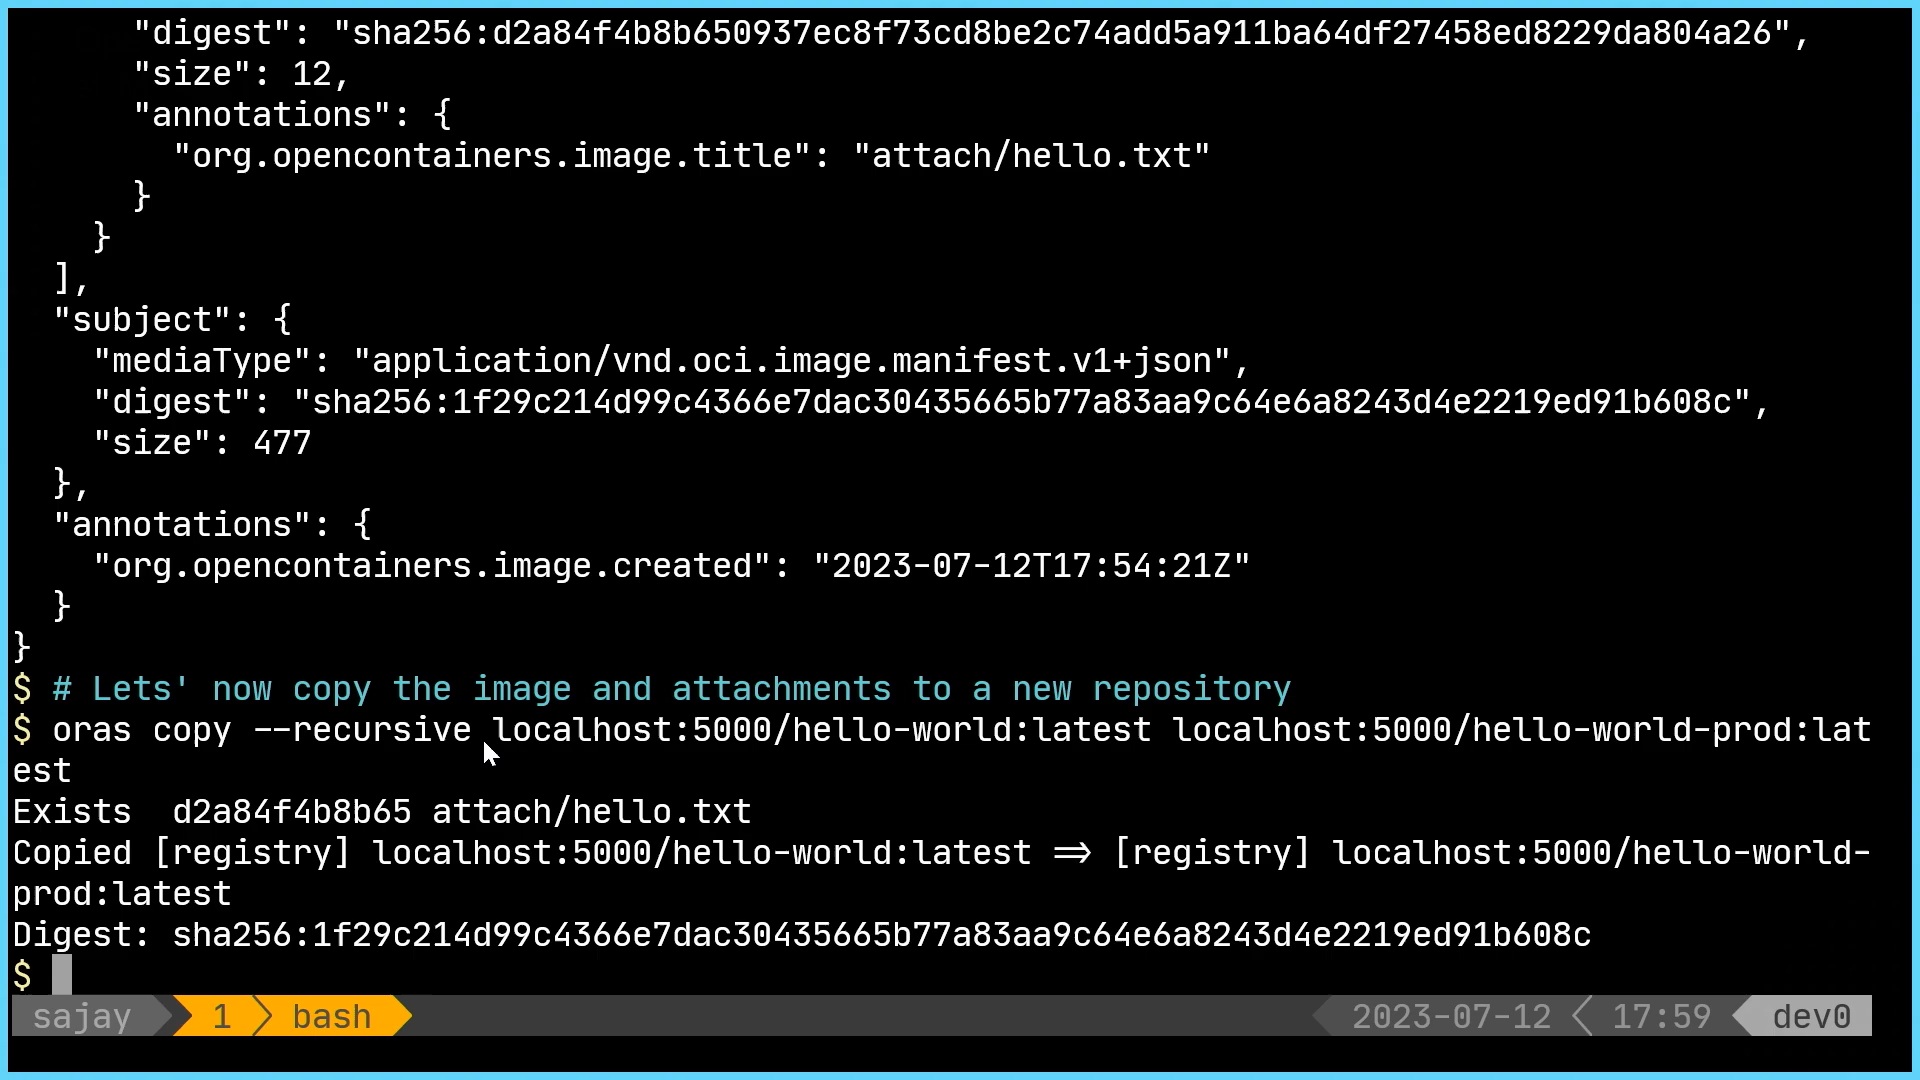 "digest": "sha256:d2a84f4b8b650937ec8f73cd8be2c74add5a911ba64df27458ed8229da804a26",
      "size": 12,
      "annotations": {
        "org.opencontainers.image.title": "attach/hello.txt"
      }
    }
  ],
  "subject": {
    "mediaType": "application/vnd.oci.image.manifest.v1+json",
    "digest": "sha256:1f29c214d99c4366e7dac30435665b77a83aa9c64e6a8243d4e2219ed91b608c",
    "size": 477
  },
  "annotations": {
    "org.opencontainers.image.created": "2023-07-12T17:54:21Z"
  }
}
$ # Lets' now copy the image and attachments to a new repository
$ oras copy --recursive localhost:5000/hello-world:latest localhost:5000/hello-world-prod:lat
est
Exists  d2a84f4b8b65 attach/hello.txt
Copied [registry] localhost:5000/hello-world:latest => [registry] localhost:5000/hello-world-
prod:latest
Digest: sha256:1f29c214d99c4366e7dac30435665b77a83aa9c64e6a8243d4e2219ed91b608c
$
sajay 1 bash 2023-07-12 17:59 dev0